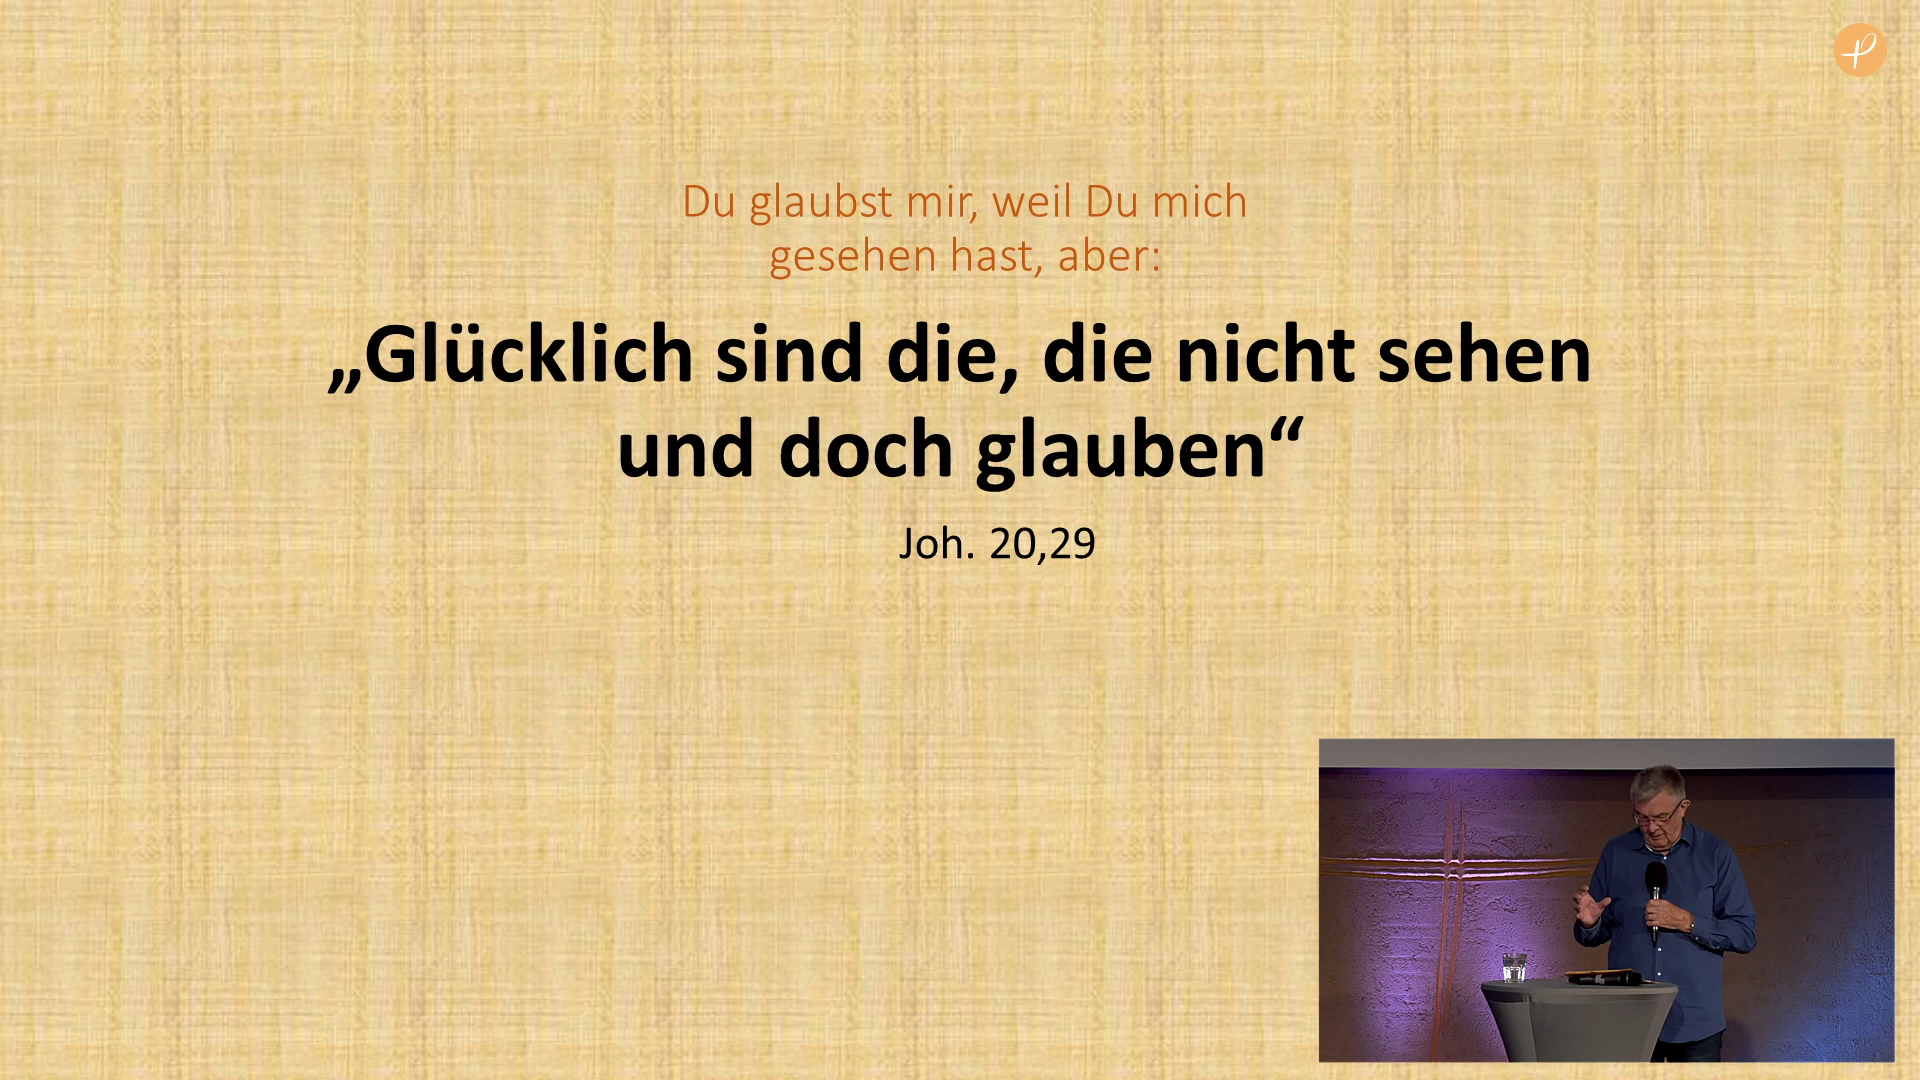 Du glaubst mir, weil Du mich
gesehen hast, aber:
„Glücklich sind die, die nicht sehen
und doch glauben“
Joh. 20,29